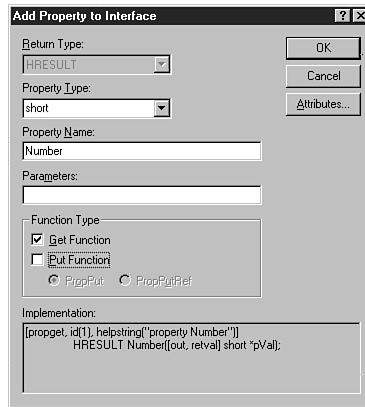 Add Property to Interface
Return Type:
HRESULT
OK
Property Type:
short
Cancel
Attributes...
Property Name:
Number
Parameters:
Function Type
Get Function
Put Function
PropPut PropPutRef
Implementation:
[propget, id(1), helpstring("property Number")]
HRESULT Number([out, retval] short *pVal);